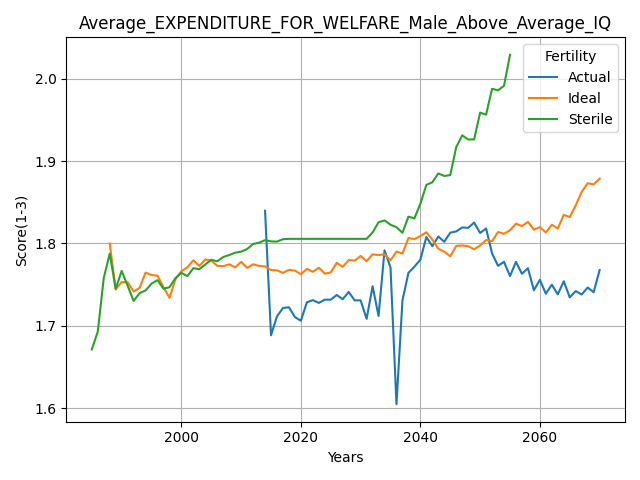 Average_EXPENDITURE_FOR_WELFARE_Male_Above_Average_IQ
Fertility
Actual
Ideal
Sterile
Score(1-3)
2.0
1.9
1.8
1.7
1.6
2000
2020
2040
2060
Years